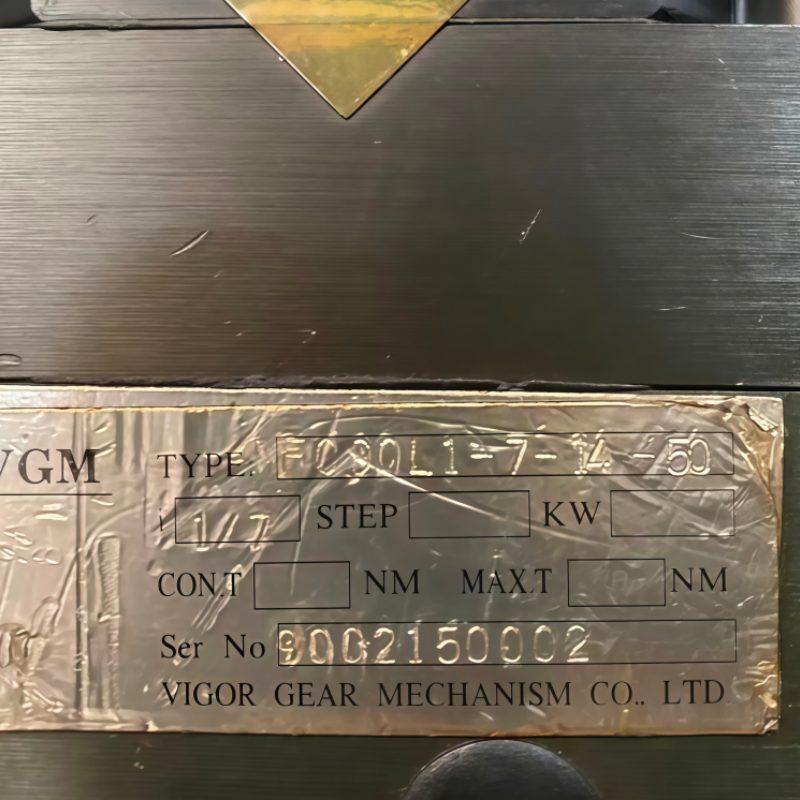 VGM
TYPE. FC90L1-7-14-50
i 1/7 STEP KW
CON.T NM MAX.T NM
Ser No 9002150002
VIGOR GEAR MECHANISM CO.. LTD